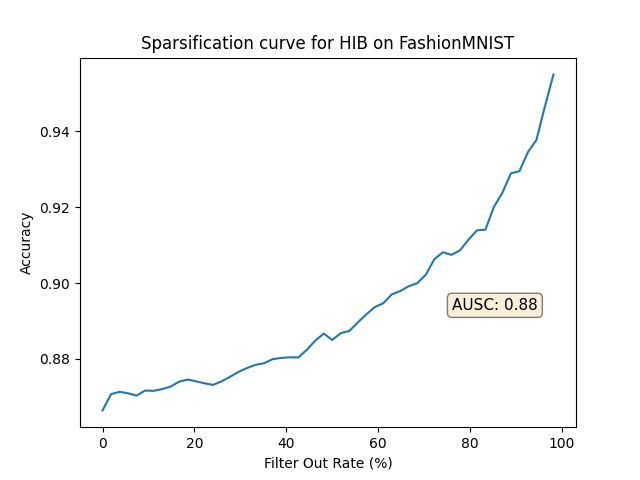 Sparsification curve for HIB on FashionMNIST
0.94
0.92
0.90
0.88
Accuracy
AUSC: 0.88
0 20 40 60 80 100
Filter Out Rate (%)